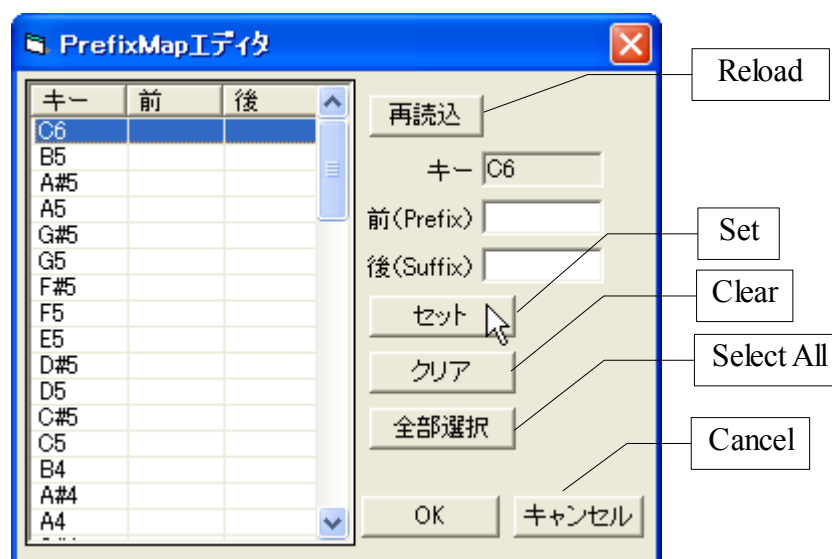 PrefixMapエディタ
キー 前 後
C6
B5
A#5
A5
G#5
G5
F#5
F5
E5
D#5
D5
C#5
C5
B4
A#4
A4
再読込
キー C6
前(Prefix)
後(Suffix)
セット
クリア
全部選択
OK キャンセル
Reload
Set
Clear
Select All
Cancel